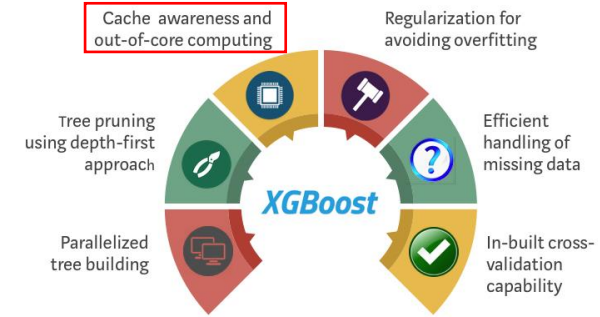 Cache awareness and
out-of-core computing
Regularization for
avoiding overfitting
Tree pruning
using depth-first
approach
Efficient
handling of
missing data
XGBoost
Parallelized
tree building
In-built cross-
validation
capability